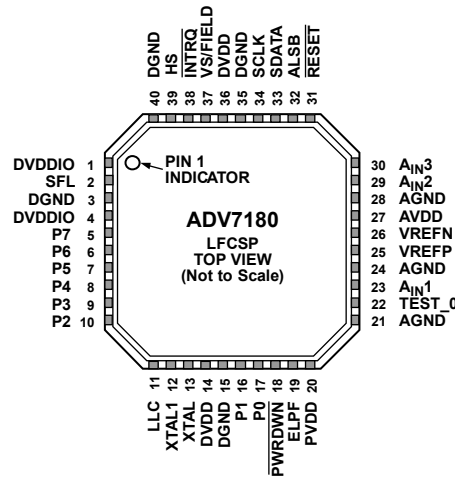 DGND 40
HS 39
INTRQ 38
VS/FIELD 37
DVDD 36
DGND 35
SCLK 34
SDATA 33
ALSB 32
RESET 31
DVDDIO 1
SFL 2
DGND 3
DVDDIO 4
P7 5
P6 6
P5 7
P4 8
P3 9
P2 10
PIN 1
INDICATOR
ADV7180
LFCSP
TOP VIEW
(Not to Scale)
30 AIN3
29 AIN2
28 AGND
27 AVDD
26 VREFN
25 VREFP
24 AGND
23 AIN1
22 TEST_0
21 AGND
LLC 11
XTAL1 12
XTAL 13
DVDD 14
DGND 15
P1 16
P0 17
PWRDWN 18
ELPF 19
PVDD 20